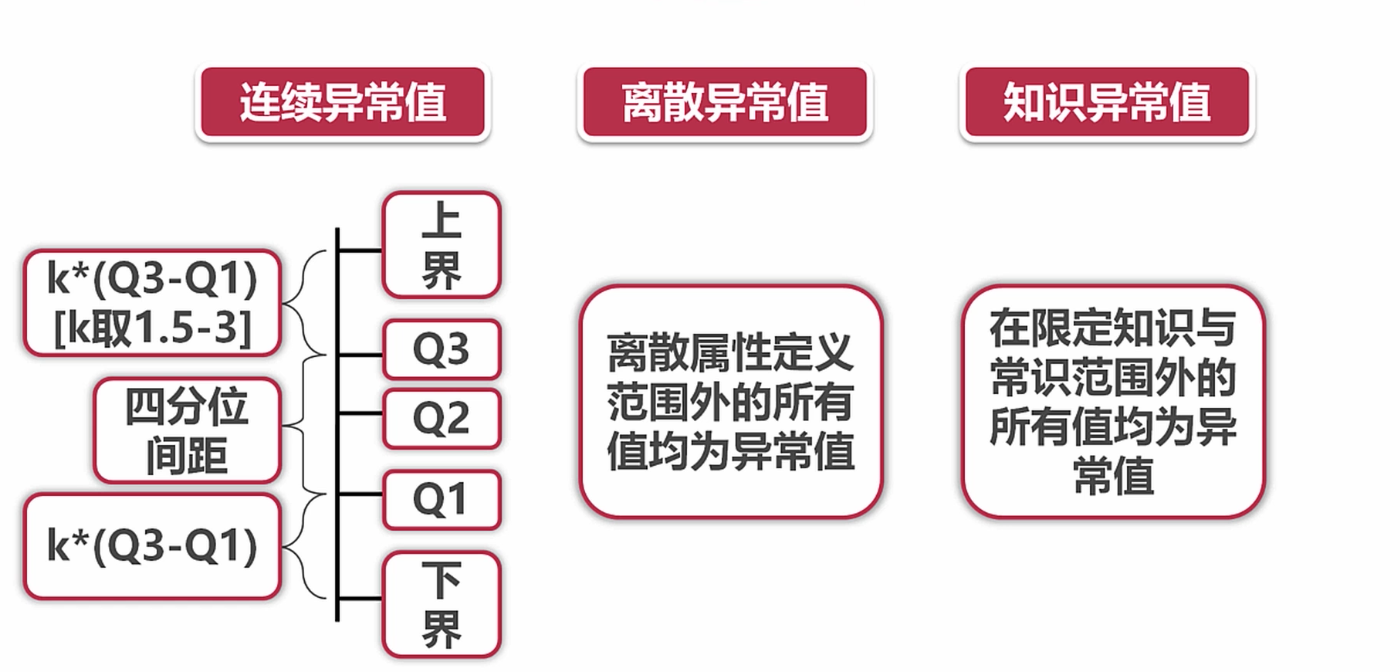 连续异常值
离散异常值
知识异常值
k*(Q3-Q1)
[k取1.5-3]
四分位
间距
k*(Q3-Q1)
上
界
Q3
Q2
Q1
下
界
离散属性定义
范围外的所有
值均为异常值
在限定知识与
常识范围外的
所有值均为异
常值